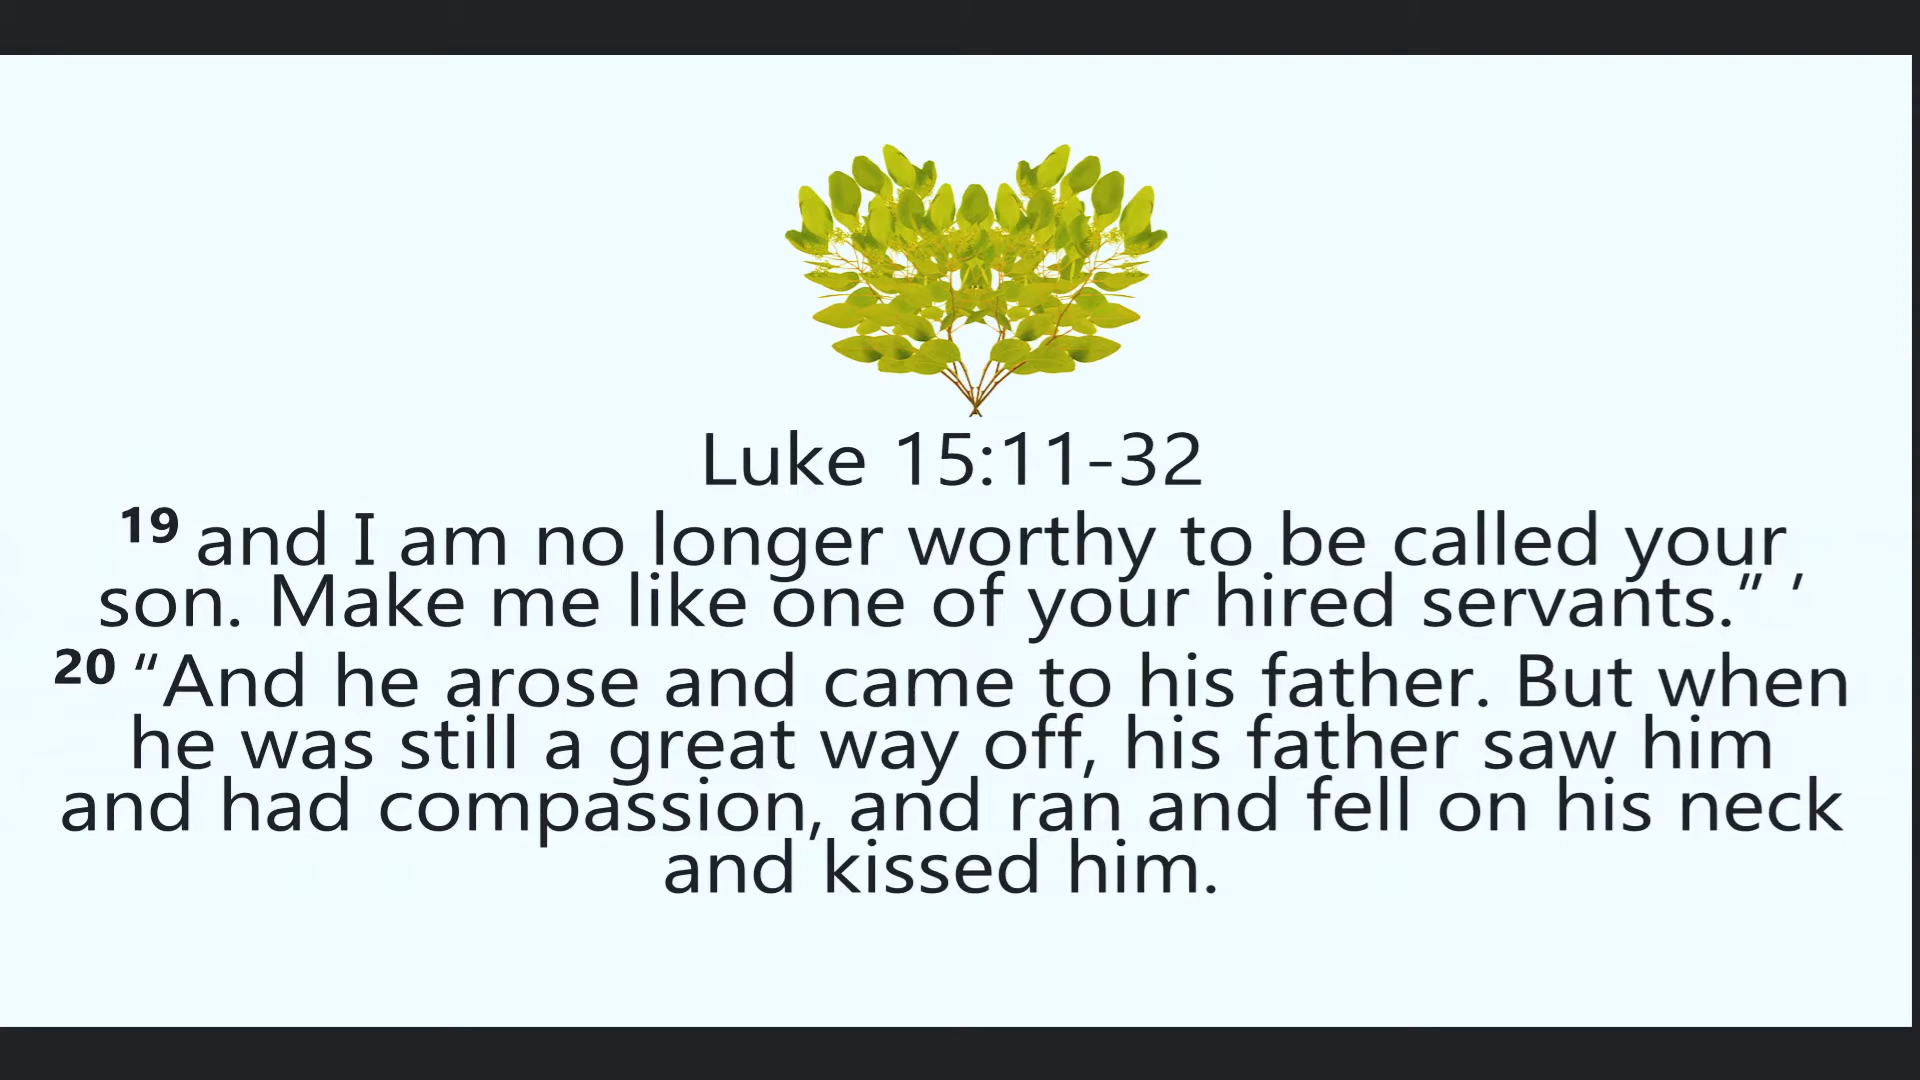 Luke 15:11-32
19 and I am no longer worthy to be called your
son. Make me like one of your hired servants.” ’
20 “And he arose and came to his father. But when
he was still a great way off, his father saw him
and had compassion, and ran and fell on his neck
and kissed him.